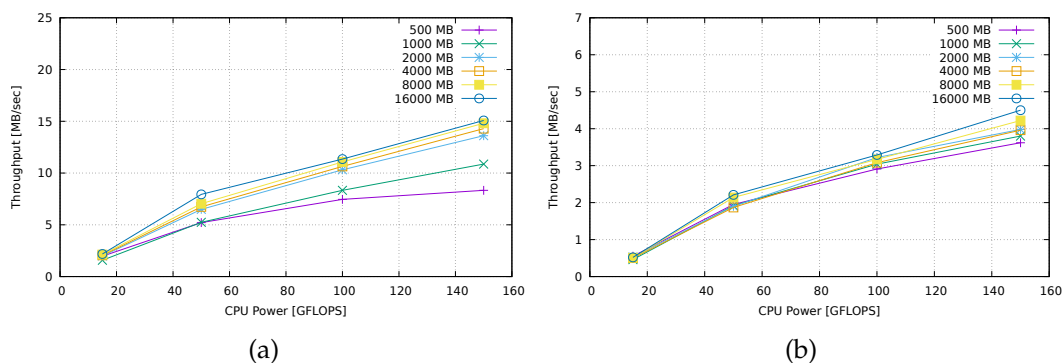 25
20
15
10
5
0
0 20 40 60 80 100 120 140 160
Throughput [MB/sec]
CPU Power [GFLOPS]
500 MB
1000 MB
2000 MB
4000 MB
8000 MB
16000 MB
(a)
7
6
5
4
3
2
1
0
0 20 40 60 80 100 120 140 160
Throughput [MB/sec]
CPU Power [GFLOPS]
500 MB
1000 MB
2000 MB
4000 MB
8000 MB
16000 MB
(b)